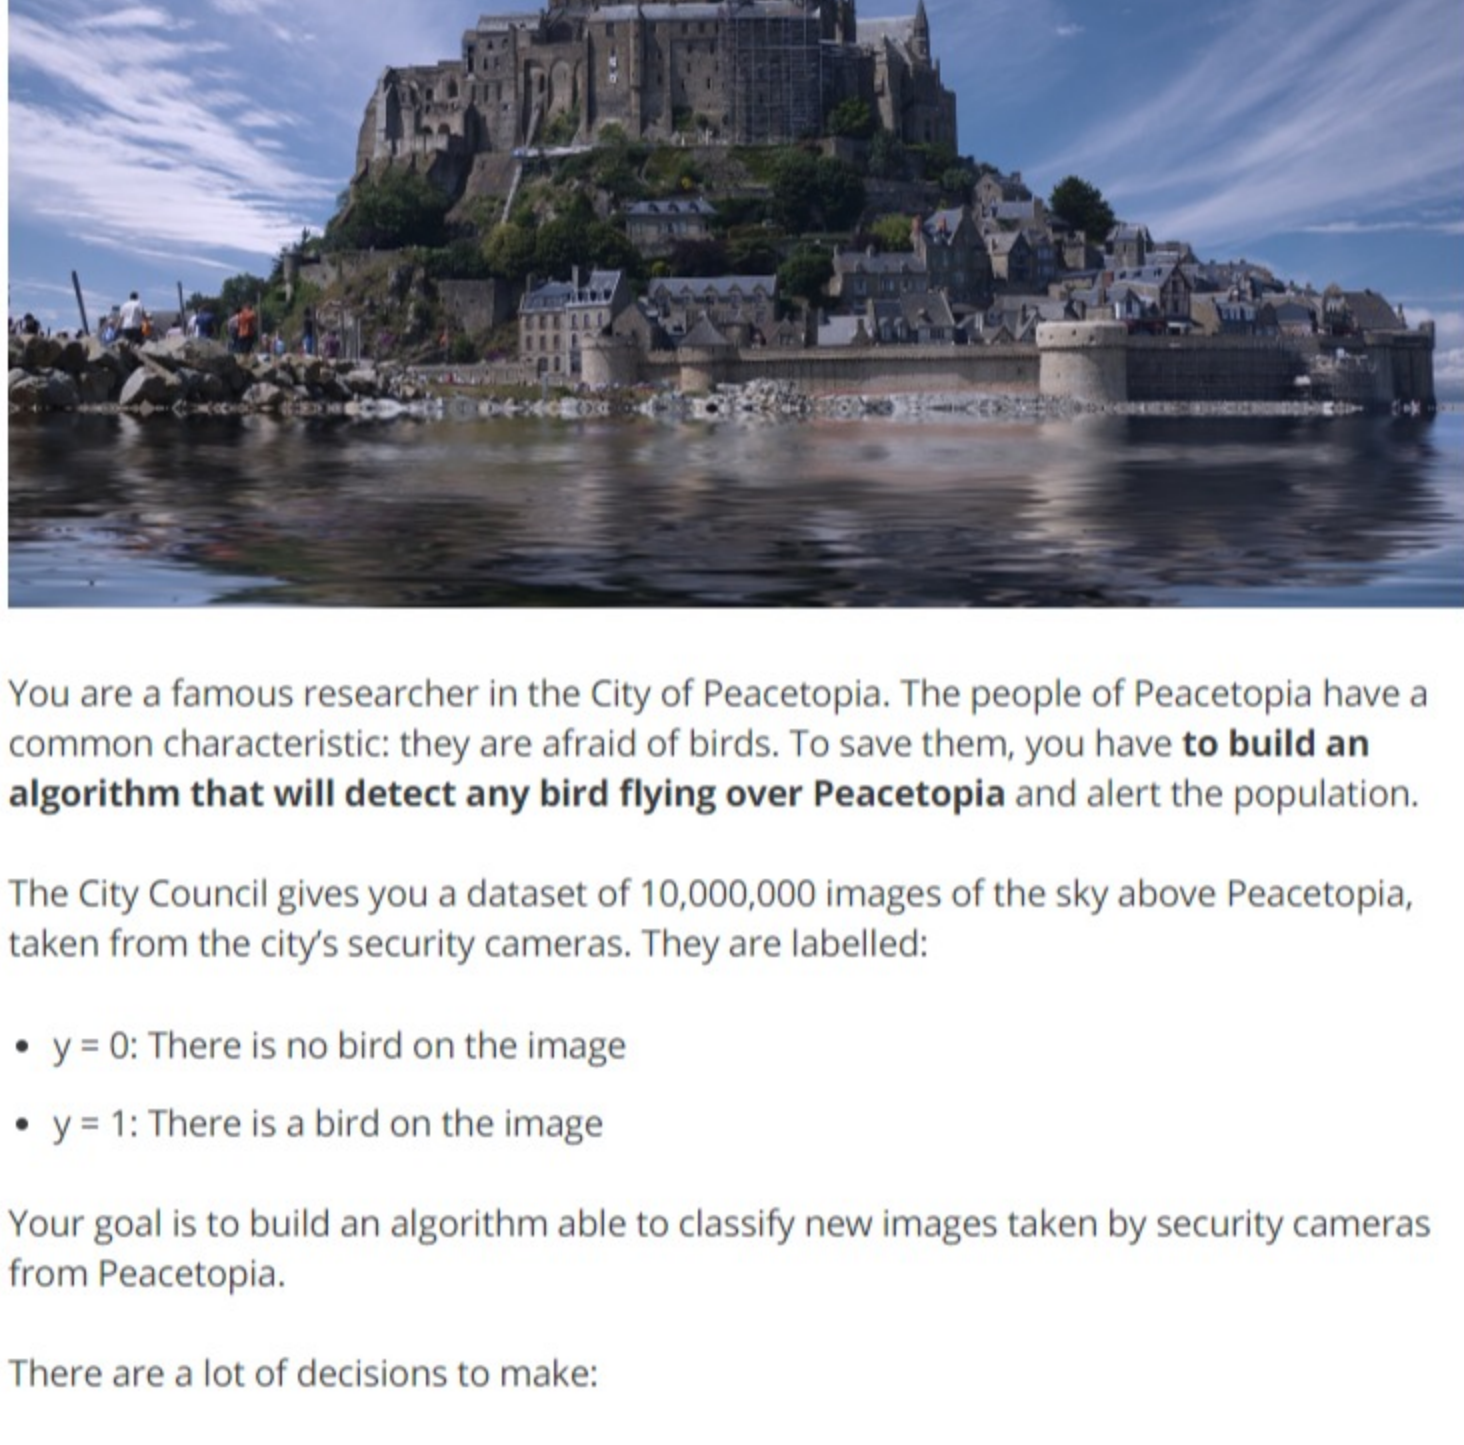 You are a famous researcher in the City of Peacetopia. The people of Peacetopia have a
common characteristic: they are afraid of birds. To save them, you have to build an
algorithm that will detect any bird flying over Peacetopia and alert the population.
The City Council gives you a dataset of 10,000,000 images of the sky above Peacetopia,
taken from the city’s security cameras. They are labelled:
• y = 0: There is no bird on the image
• y = 1: There is a bird on the image
Your goal is to build an algorithm able to classify new images taken by security cameras
from Peacetopia.
There are a lot of decisions to make: